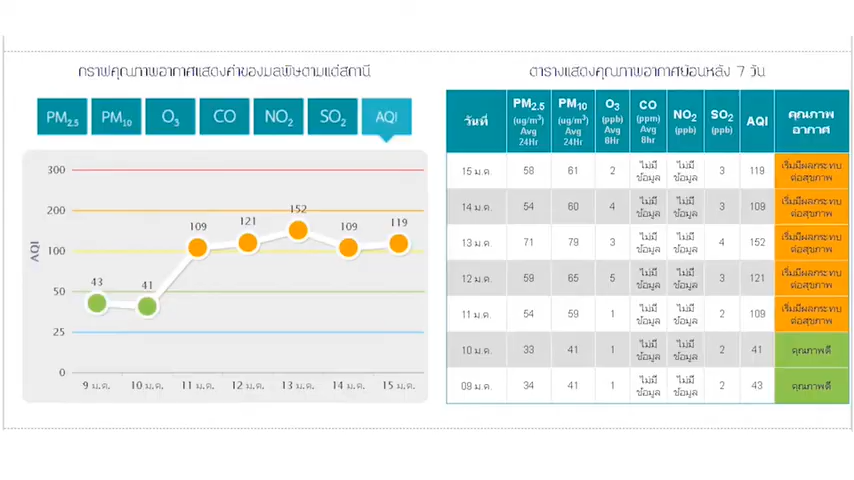 กราฟคุณภาพอากาศแสดงค่าของมลพิษตามแต่สถานี
PM2.5 PM10 O3 CO NO2 SO2 AQI
300
200
100
50
25
0
AQI
43 41 109 121 152 109 119
9 ม.ค. 10 ม.ค. 11 ม.ค. 12 ม.ค. 13 ม.ค. 14 ม.ค. 15 ม.ค.
ตารางแสดงคุณภาพอากาศย้อนหลัง 7 วัน
วันที่ PM2.5 (ug/m³) Avg 24Hr PM10 (ug/m³) Avg 24Hr O3 (ppb) Avg 8Hr CO (ppm) Avg 8hr NO2 (ppb) SO2 (ppb) AQI คุณภาพอากาศ
15 ม.ค. 58 61 2 ไม่มีข้อมูล ไม่มีข้อมูล 3 119 เริ่มมีผลกระทบต่อสุขภาพ
14 ม.ค. 54 60 4 ไม่มีข้อมูล ไม่มีข้อมูล 3 109 เริ่มมีผลกระทบต่อสุขภาพ
13 ม.ค. 71 79 3 ไม่มีข้อมูล ไม่มีข้อมูล 4 152 เริ่มมีผลกระทบต่อสุขภาพ
12 ม.ค. 59 65 5 ไม่มีข้อมูล ไม่มีข้อมูล 3 121 เริ่มมีผลกระทบต่อสุขภาพ
11 ม.ค. 54 59 1 ไม่มีข้อมูล ไม่มีข้อมูล 2 109 เริ่มมีผลกระทบต่อสุขภาพ
10 ม.ค. 33 41 1 ไม่มีข้อมูล ไม่มีข้อมูล 2 41 คุณภาพดี
09 ม.ค. 34 41 1 ไม่มีข้อมูล ไม่มีข้อมูล 2 43 คุณภาพดี